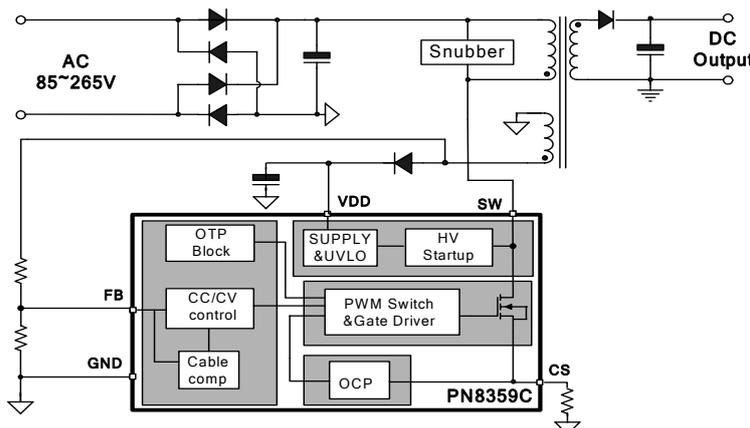 AC
85~265V
Snubber
DC
Output
VDD
SW
OTP
Block
SUPPLY
&UVLO
HV
Startup
FB
CC/CV
control
PWM Switch
&Gate Driver
GND
Cable
comp
OCP
CS
PN8359C